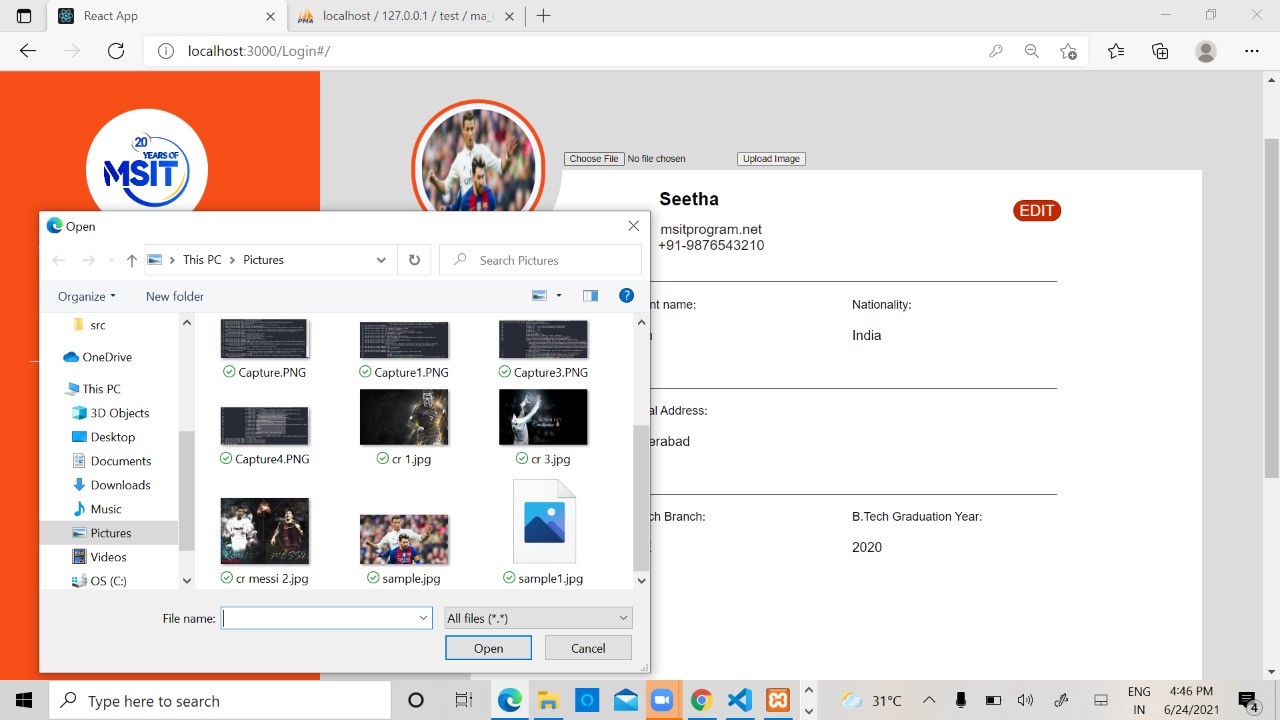 React App
localhost / 127.0.0.1 / test / ma_u
localhost:3000/Login#/
20
YEARS OF
MSIT
Choose File No file chosen
Upload Image
Seetha
EDIT
msitprogram.net
+91-9876543210
nt name:
Nationality:
India
al Address:
erabad
ch Branch:
B.Tech Graduation Year:
2020
Open
This PC
Pictures
Search Pictures
Organize
New folder
src
OneDrive
This PC
3D Objects
Desktop
Documents
Downloads
Music
Pictures
Videos
OS (C:)
Capture.PNG
Capture1.PNG
Capture3.PNG
Capture4.PNG
cr 1.jpg
cr 3.jpg
cr messi 2.jpg
sample.jpg
sample1.jpg
File name:
All files (*.*)
Open
Cancel
Type here to search
31°C
ENG
IN
4:46 PM
6/24/2021
4